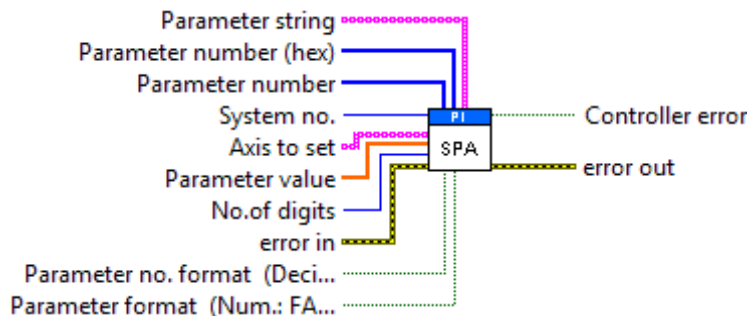 Parameter string
Parameter number (hex)
Parameter number
System no.
Axis to set
Parameter value
No.of digits
error in
Parameter no. format (Deci...
Parameter format (Num.: FA...
PI
SPA
Controller error
error out